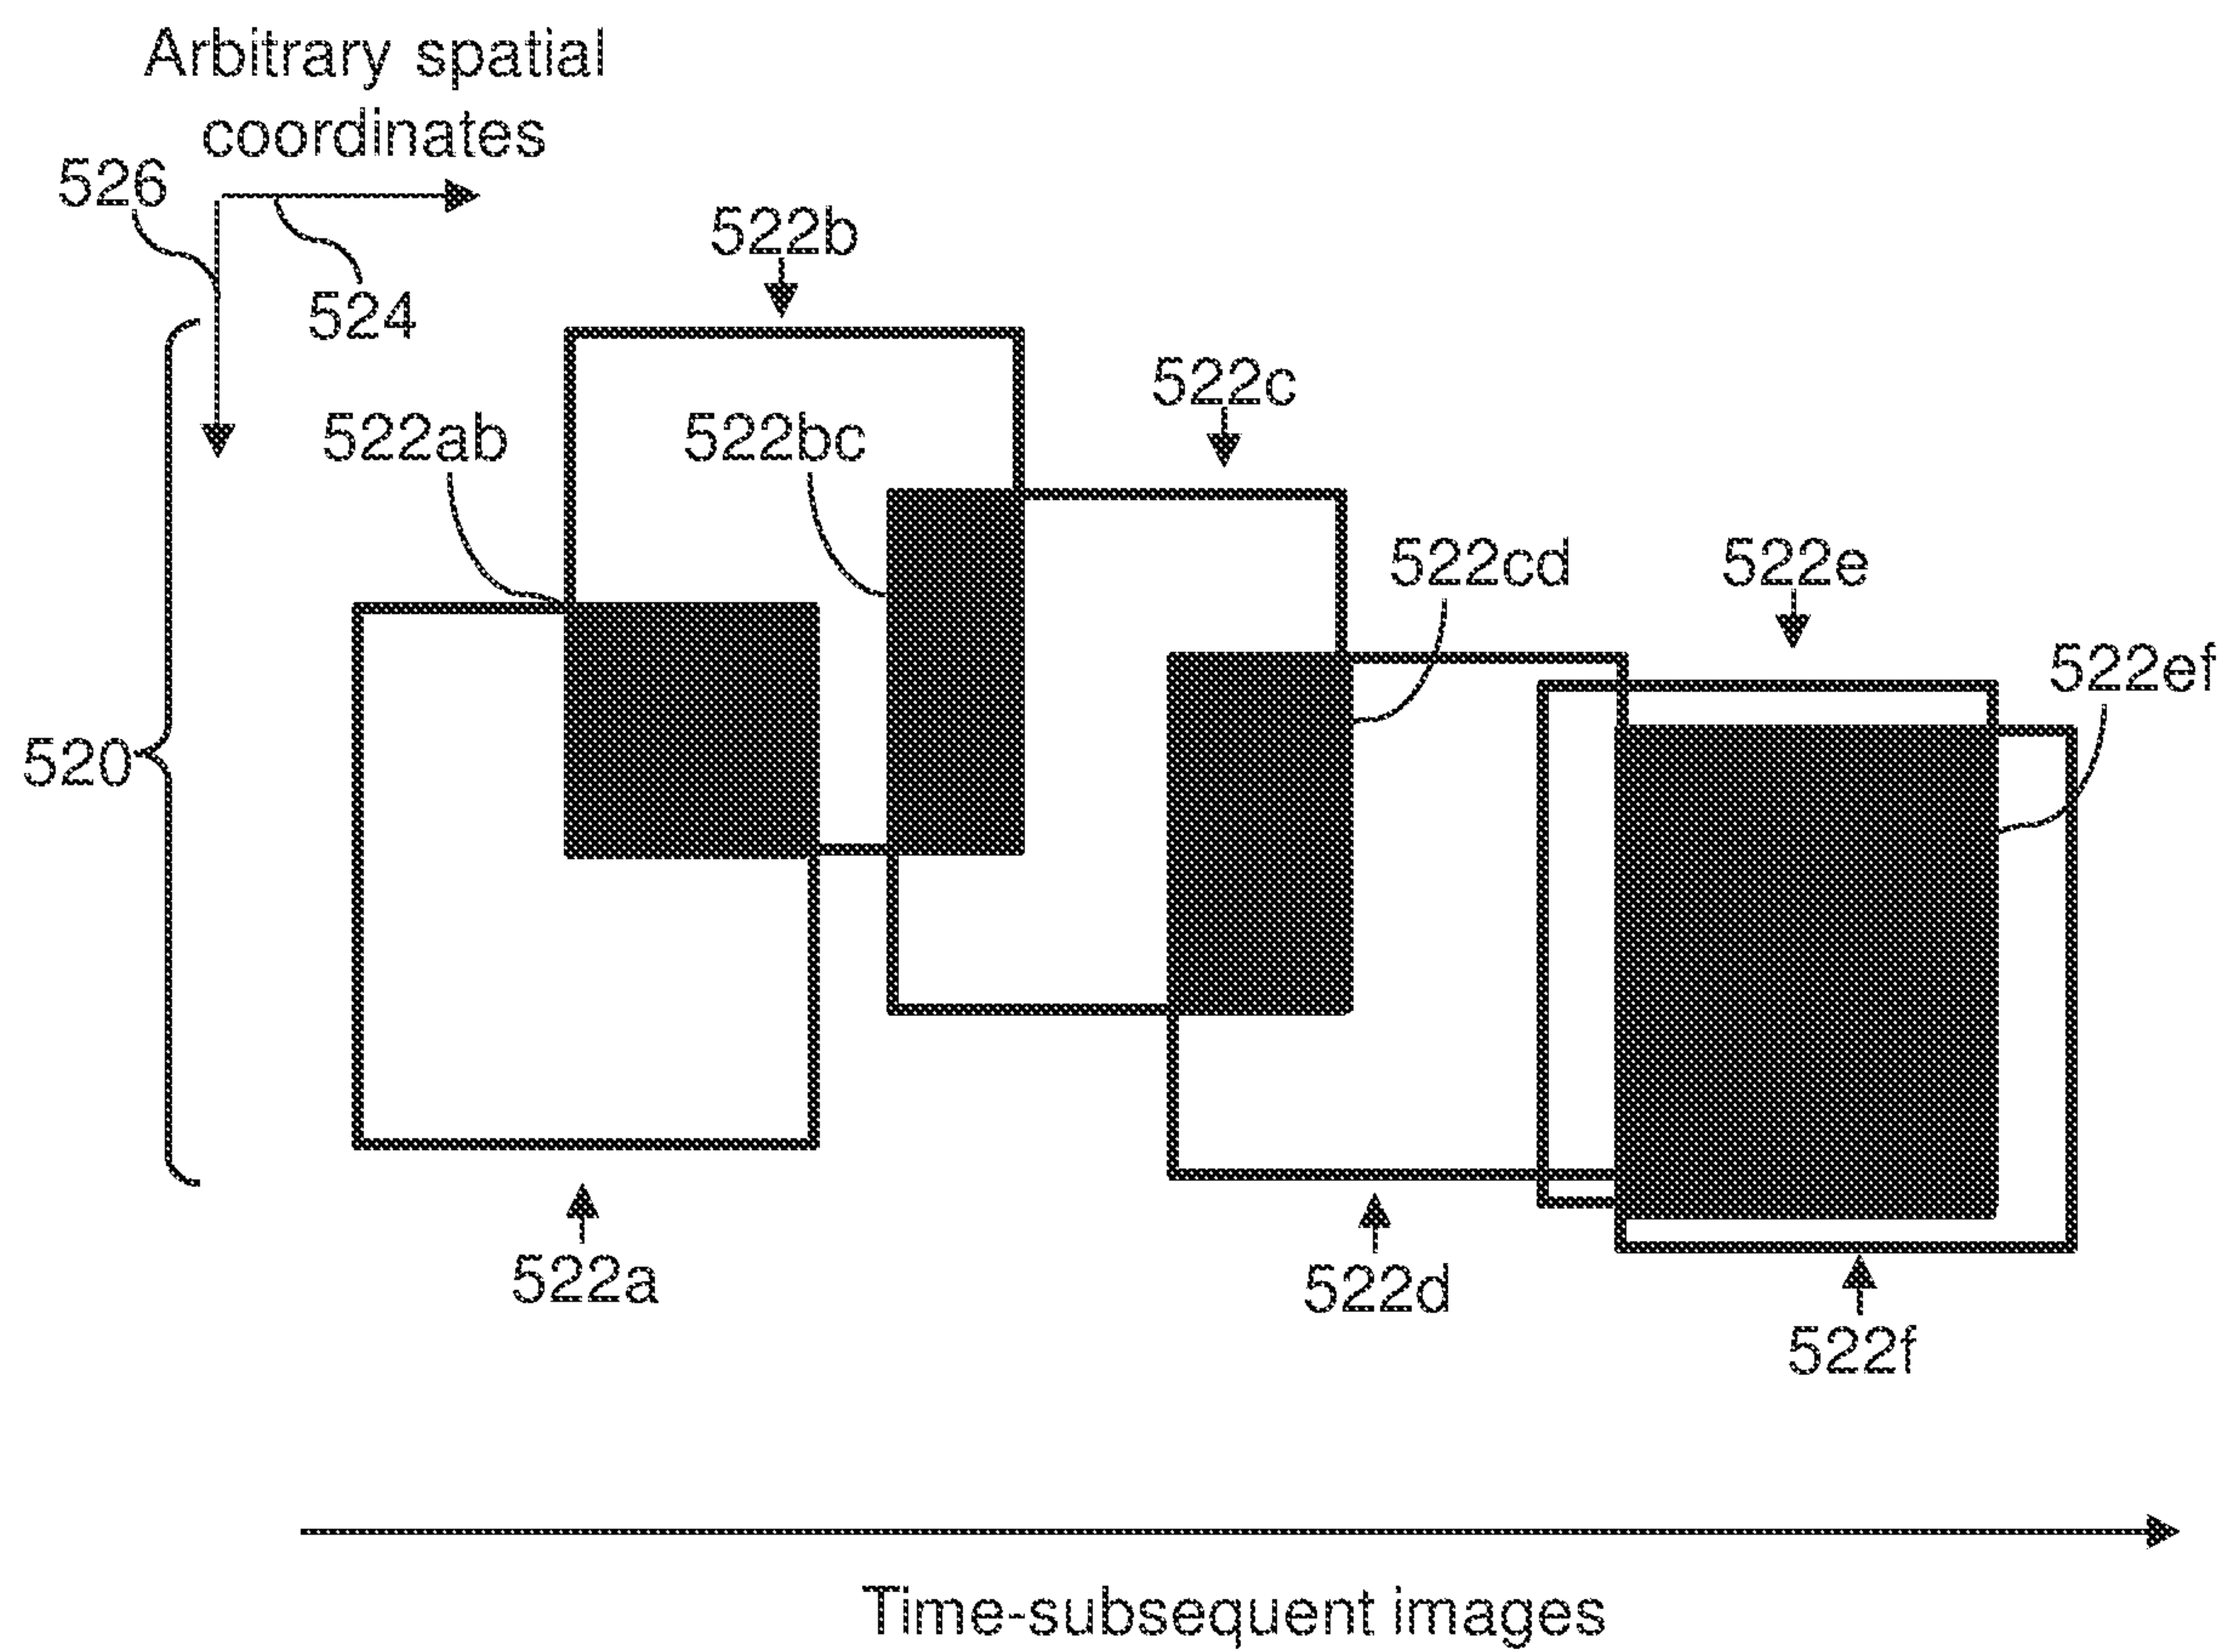 Arbitrary spatial
coordinates
526
524
522b
522c
522ab
522bc
522cd
522e
522ef
520
522a
522d
522f
Time-subsequent images